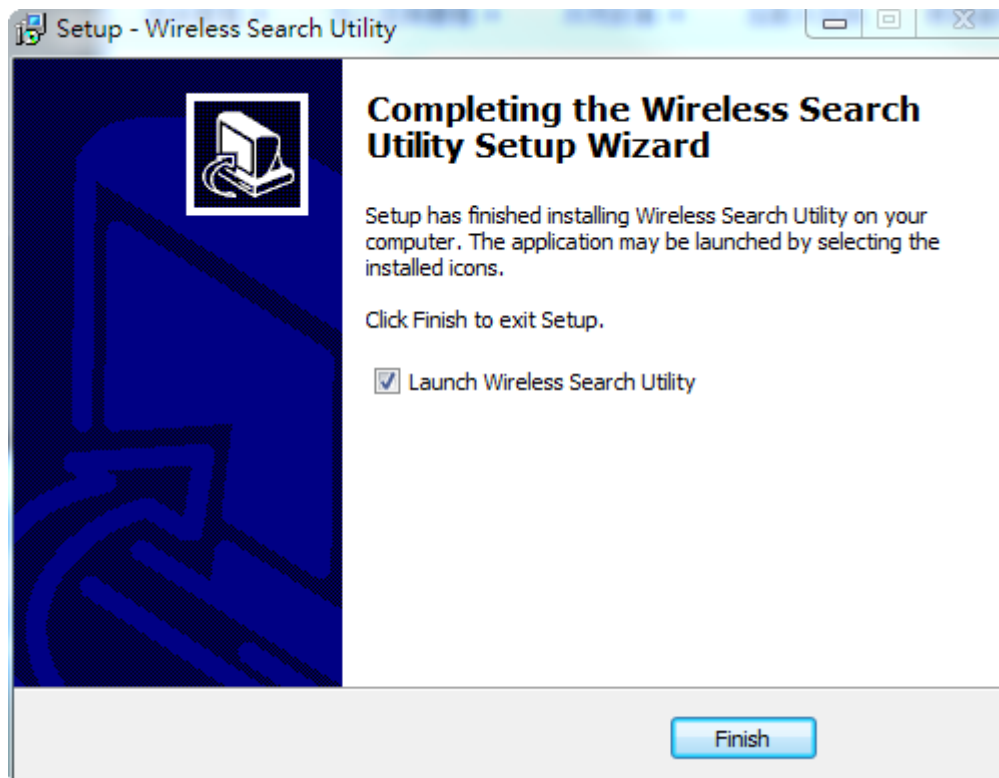 Setup - Wireless Search Utility
Completing the Wireless Search
Utility Setup Wizard
Setup has finished installing Wireless Search Utility on your
computer. The application may be launched by selecting the
installed icons.
Click Finish to exit Setup.
Launch Wireless Search Utility
Finish